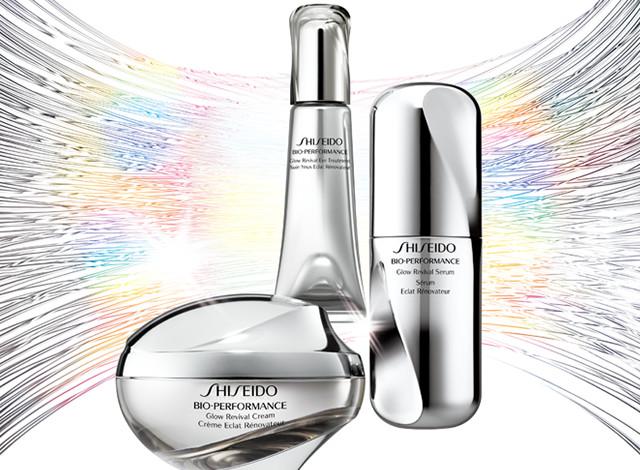 SHISEIDO
BIO-PERFORMANCE
Glow Revival Eye Treatment
Soin Yeux Eclat Rénovateur
SHISEIDO
BIO-PERFORMANCE
Glow Revival Serum
Sérum
Eclat Rénovateur
SHISEIDO
BIO-PERFORMANCE
Glow Revival Cream
Crème Eclat Rénovateur